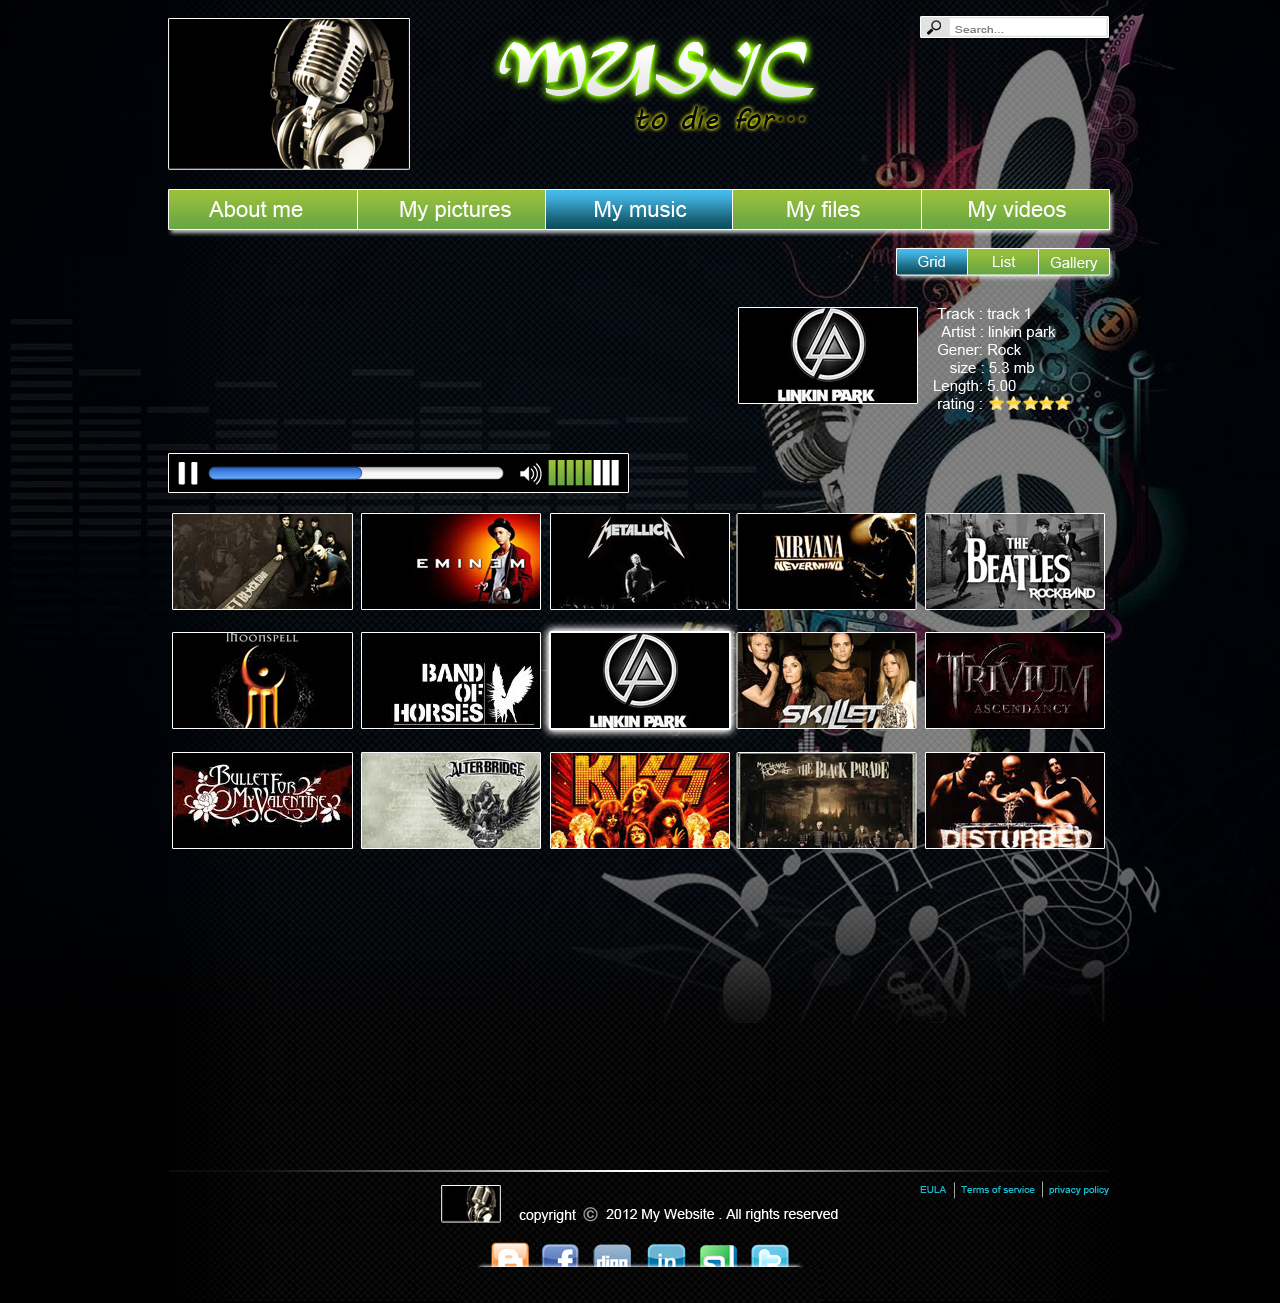 Search...
MUSIC
to die for...
About me
My pictures
My music
My files
My videos
Grid
List
Gallery
LINKIN PARK
Track : track 1
Artist : linkin park
Gener: Rock
size : 5.3 mb
Length: 5.00
rating :
EMINEM
METALLICA
NIRVANA
NEVERMIND
THE
BEATLES
ROCKBAND
MOONSPELL
BAND
OF
HORSES
LINKIN PARK
SKILLET
TRIVIUM
ASCENDANCY
BULLET FOR
MY VALENTINE
ALTER BRIDGE
KISS
MY CHEMICAL
ROMANCE
THE BLACK PARADE
DISTURBED
EULA
Terms of service
privacy policy
copyright © 2012 My Website . All rights reserved
digg
in